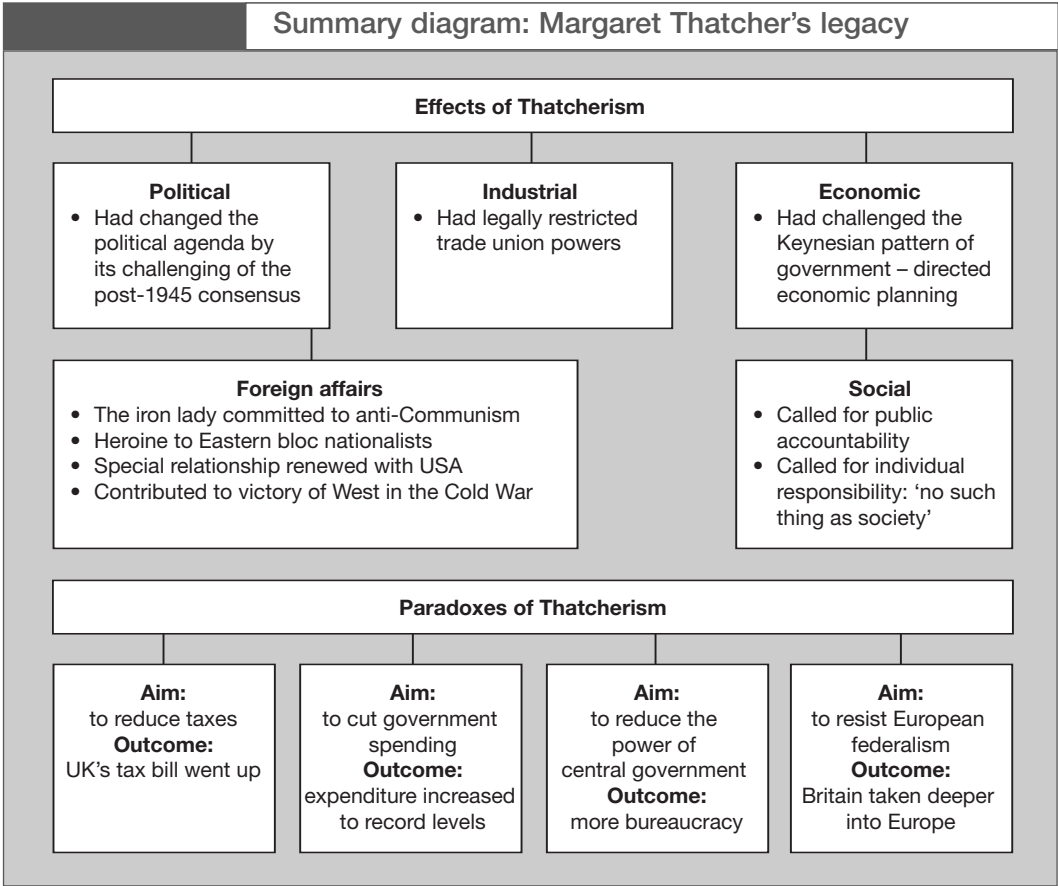 Summary diagram: Margaret Thatcher's legacy
Effects of Thatcherism
Political
• Had changed the
political agenda by
its challenging of the
post-1945 consensus
Industrial
• Had legally restricted
trade union powers
Economic
• Had challenged the
Keynesian pattern of
government – directed
economic planning
Foreign affairs
• The iron lady committed to anti-Communism
• Heroine to Eastern bloc nationalists
• Special relationship renewed with USA
• Contributed to victory of West in the Cold War
Social
• Called for public
accountability
• Called for individual
responsibility: 'no such
thing as society'
Paradoxes of Thatcherism
Aim:
to reduce taxes
Outcome:
UK's tax bill went up
Aim:
to cut government
spending
Outcome:
expenditure increased
to record levels
Aim:
to reduce the
power of
central government
Outcome:
more bureaucracy
Aim:
to resist European
federalism
Outcome:
Britain taken deeper
into Europe